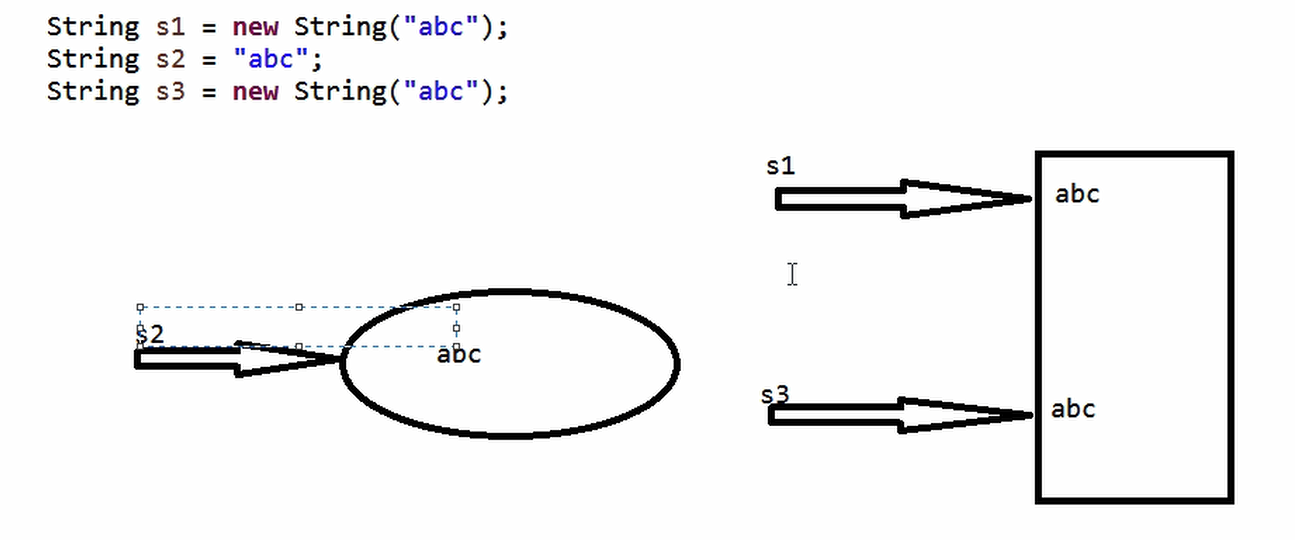 String s1 = new String("abc");
String s2 = "abc";
String s3 = new String("abc");
s1
abc
s2
abc
s3
abc